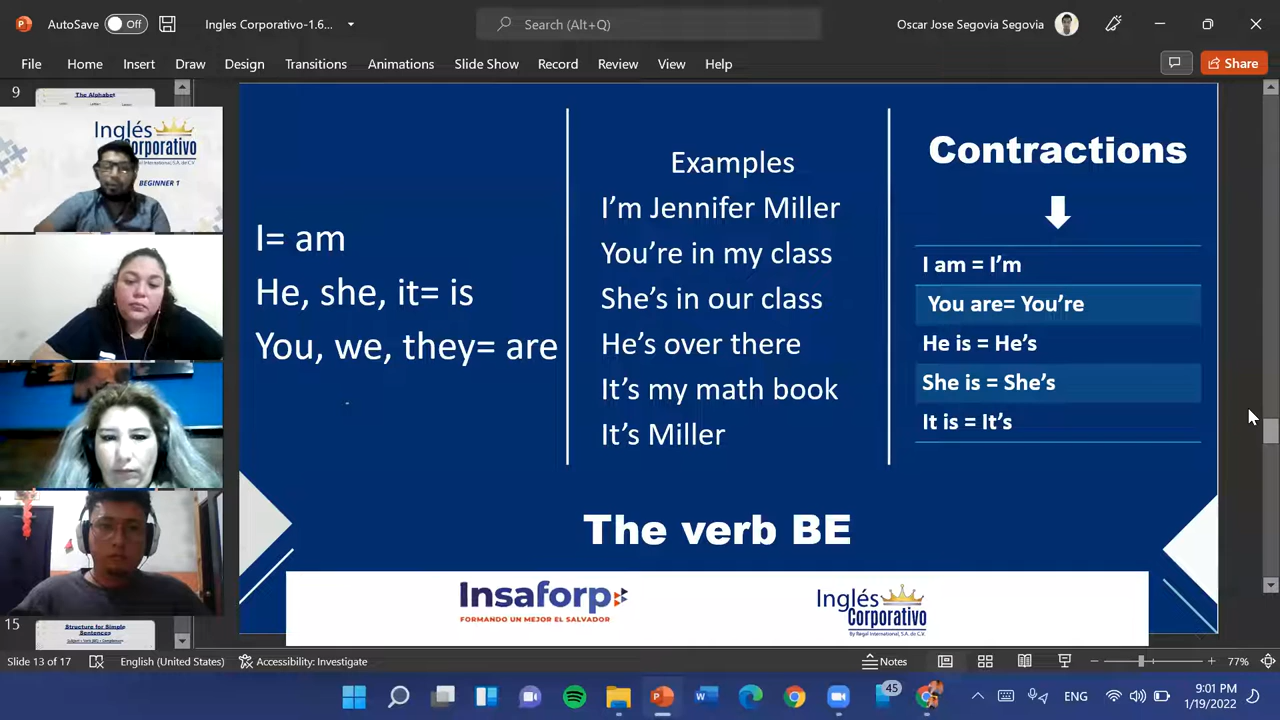 AutoSave Off Ingles Corporativo-1.6... Search (Alt+Q) Oscar Jose Segovia Segovia
File Home Insert Draw Design Transitions Animations Slide Show Record Review View Help Share
9
The Alphabet
Inglés
Corporativo
BEGINNER 1
I= am
He, she, it= is
You, we, they= are
Examples
I’m Jennifer Miller
You’re in my class
She’s in our class
He’s over there
It’s my math book
It’s Miller
Contractions
I am = I’m
You are= You’re
He is = He’s
She is = She’s
It is = It’s
The verb BE
Insaforp
FORMANDO UN MEJOR EL SALVADOR
Inglés
Corporativo
By Regal International, S.A. de C.V.
15
Structure for Simple
Sentences
Slide 13 of 17 English (United States) Accessibility: Investigate Notes 77%
45
ENG
9:01 PM
1/19/2022